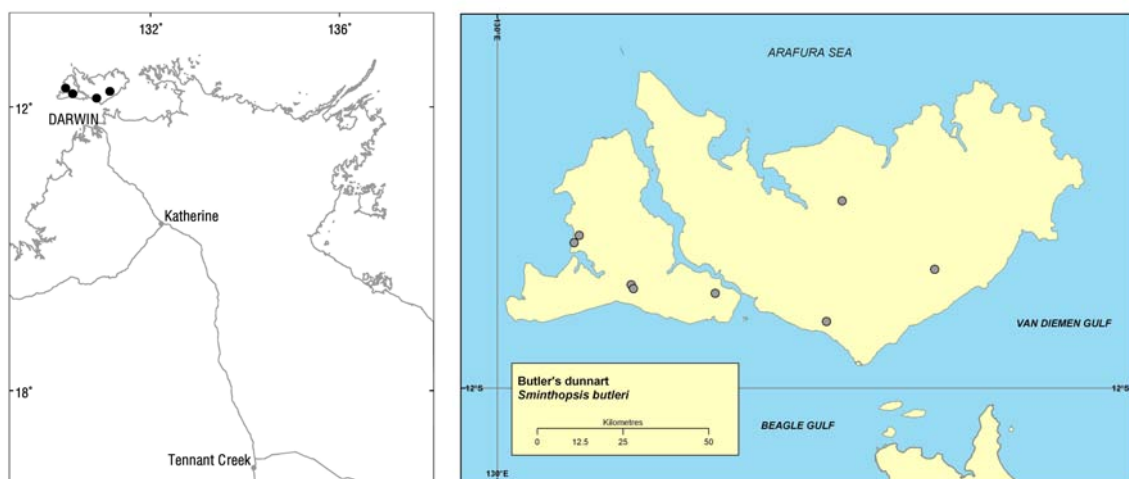 132°
136°
12°
DARWIN
Katherine
18°
Tennant Creek
130°E
ARAFURA SEA
VAN DIEMEN GULF
12°S
12°S
Butler's dunnart
Sminthopsis butleri
Kilometres
0 12.5 25 50
BEAGLE GULF
130°E